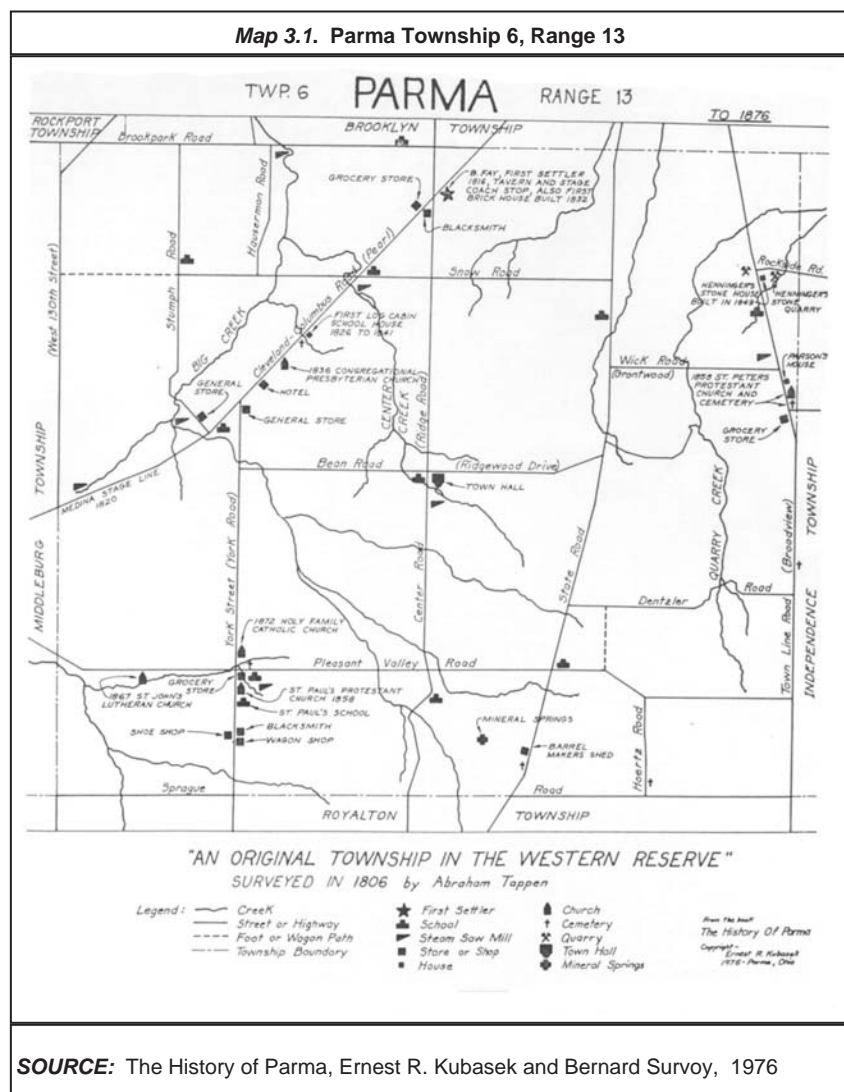 Map 3.1. Parma Township 6, Range 13
TWP. 6 PARMA RANGE 13
TO 1876
ROCKPORT
TOWNSHIP
Brookpark Road
BROOKLYN TOWNSHIP
GROCERY STORE
B. FAY, FIRST SETTLER
1816, TAVERN AND STAGE
COACH STOP, ALSO FIRST
BRICK HOUSE BUILT 1832
BLACKSMITH
Hauserman Road
Stumph Road
(West 130th Street)
Cleveland-Columbus Road (Pearl)
Snow Road
Rockside Rd.
HENNINGER'S
STONE HOUSE
BUILT IN 1849
HENNINGER'S
STONE
QUARRY
BIG CREEK
FIRST LOG CABIN
SCHOOL HOUSE
1826 TO 1841
1836 CONGREGATIONAL
PRESBYTERIAN CHURCH
HOTEL
GENERAL
STORE
GENERAL STORE
CENTER
CREEK
(Ridge Road)
Wick Road
(Brantwood)
PARSON'S
HOUSE
1858 ST. PETERS
PROTESTANT
CHURCH AND
CEMETERY
GROCERY
STORE
Bean Road (Ridgewood Drive)
TOWN HALL
MEDINA STAGE LINE
1820
MIDDLEBURG TOWNSHIP
York Street (York Road)
Center Road
State Road
QUARRY CREEK
Dentzler Road
Town Line Road (Broadview)
INDEPENDENCE TOWNSHIP
1872 HOLY FAMILY
CATHOLIC CHURCH
Pleasant Valley Road
1867 ST JOHN'S
LUTHERAN CHURCH
GROCERY
STORE
ST. PAUL'S PROTESTANT
CHURCH 1858
ST. PAUL'S SCHOOL
SHOE SHOP
BLACKSMITH
WAGON SHOP
MINERAL SPRINGS
BARREL
MAKERS SHED
Hoertz Road
Sprague Road
ROYALTON TOWNSHIP
"AN ORIGINAL TOWNSHIP IN THE WESTERN RESERVE"
SURVEYED IN 1806 by Abraham Tappen
Legend:
Creek
Street or Highway
Foot or Wagon Path
Township Boundary
First Settler
School
Steam Saw Mill
Store or Shop
House
Church
Cemetery
Quarry
Town Hall
Mineral Springs
From the book
The History Of Parma
Copyright-
Ernest R. Kubasek
1976-Parma, Ohio
SOURCE: The History of Parma, Ernest R. Kubasek and Bernard Survoy, 1976